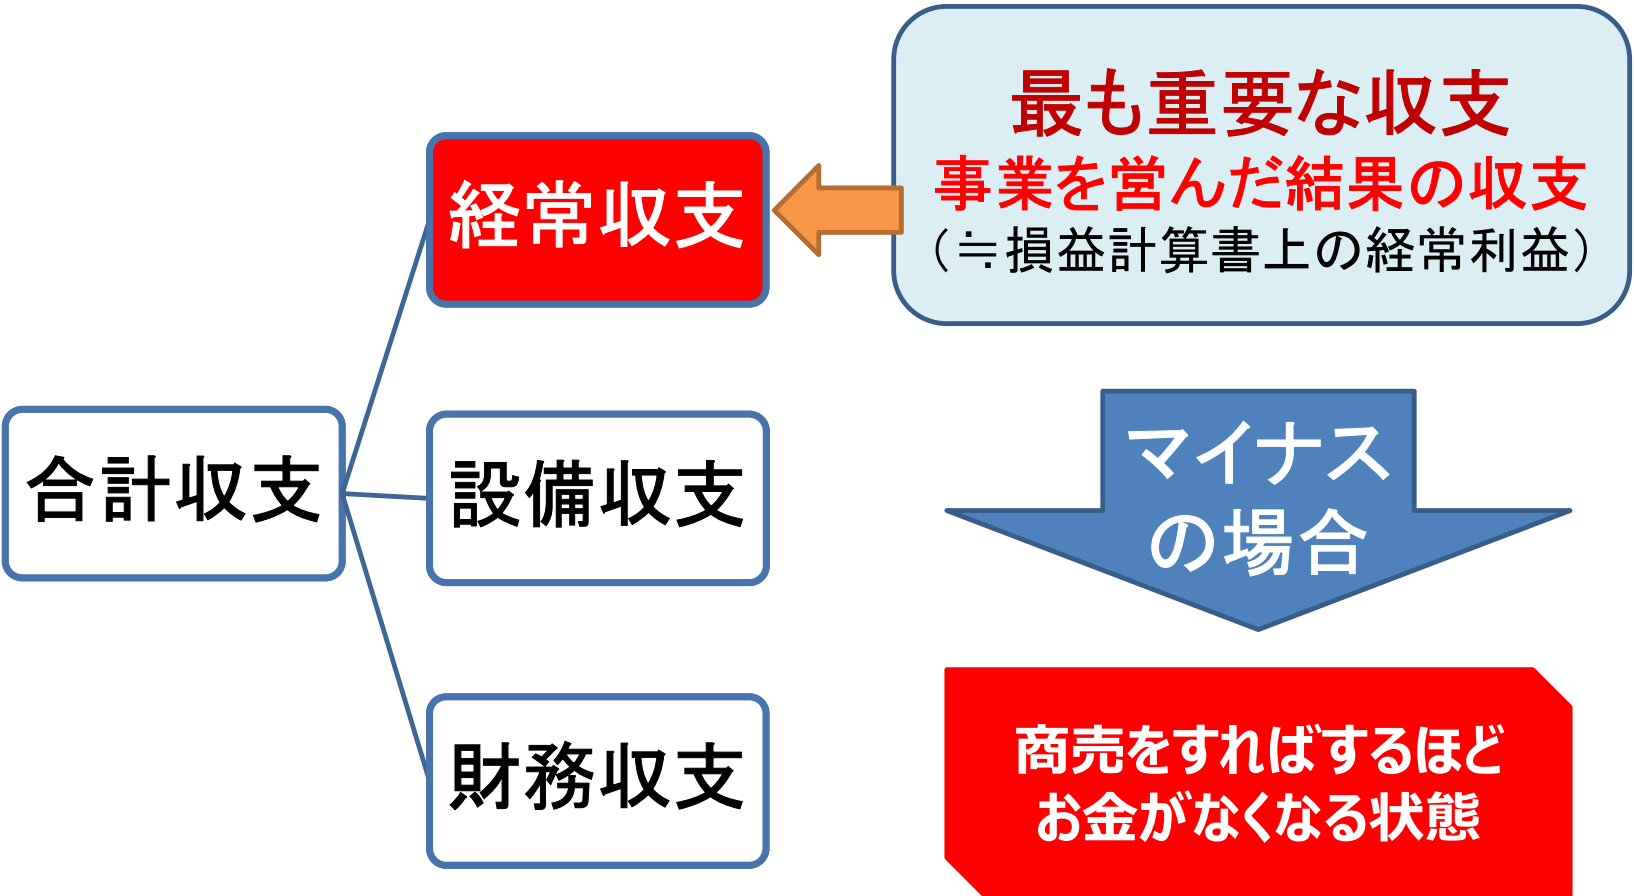 合計収支
経常収支
設備収支
財務収支
最も重要な収支
事業を営んだ結果の収支
（≒損益計算書上の経常利益）
マイナス
の場合
商売をすればするほど
お金がなくなる状態